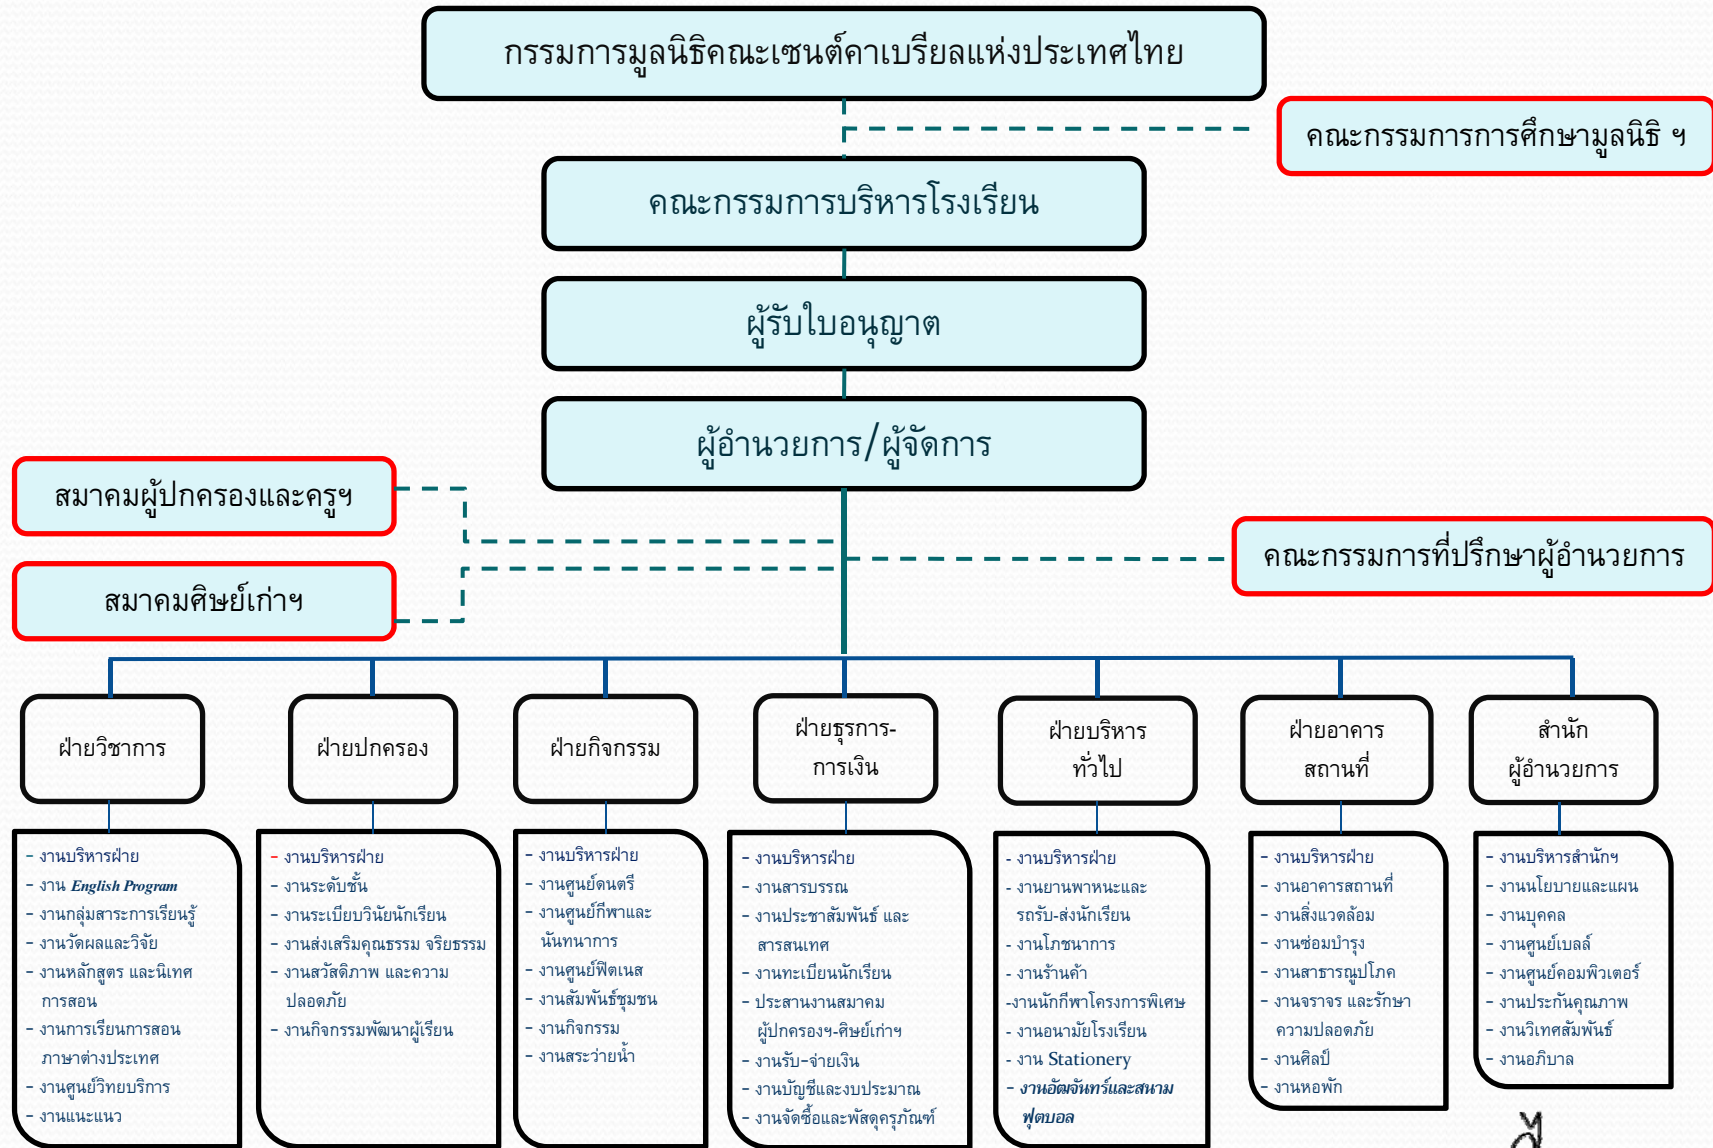 กรรมการมูลนิธิคณะเซนต์คาเบรียลแห่งประเทศไทย
คณะกรรมการการศึกษามูลนิธิ ฯ
คณะกรรมการบริหารโรงเรียน
ผู้รับใบอนุญาต
ผู้อำนวยการ/ผู้จัดการ
สมาคมผู้ปกครองและครูฯ
คณะกรรมการที่ปรึกษาผู้อำนวยการ
สมาคมศิษย์เก่าฯ
ฝ่ายวิชาการ
- งานบริหารฝ่าย
- งาน English Program
- งานกลุ่มสาระการเรียนรู้
- งานวัดผลและวิจัย
- งานหลักสูตร และนิเทศ
การสอน
- งานการเรียนการสอน
ภาษาต่างประเทศ
- งานศูนย์วิทยบริการ
- งานแนะแนว
ฝ่ายปกครอง
- งานบริหารฝ่าย
- งานระดับชั้น
- งานระเบียบวินัยนักเรียน
- งานส่งเสริมคุณธรรม จริยธรรม
- งานสวัสดิภาพ และความ
ปลอดภัย
- งานกิจกรรมพัฒนาผู้เรียน
ฝ่ายกิจกรรม
- งานบริหารฝ่าย
- งานศูนย์ดนตรี
- งานศูนย์กีฬาและ
นันทนาการ
- งานศูนย์ฟิตเนส
- งานสัมพันธ์ชุมชน
- งานกิจกรรม
- งานสระว่ายน้ำ
ฝ่ายธุรการ-
การเงิน
- งานบริหารฝ่าย
- งานสารบรรณ
- งานประชาสัมพันธ์ และ
สารสนเทศ
- งานทะเบียนนักเรียน
- ประสานงานสมาคม
ผู้ปกครองฯ-ศิษย์เก่าฯ
- งานรับ-จ่ายเงิน
- งานบัญชีและงบประมาณ
- งานจัดซื้อและพัสดุครุภัณฑ์
ฝ่ายบริหาร
ทั่วไป
- งานบริหารฝ่าย
- งานยานพาหนะและ
รถรับ-ส่งนักเรียน
- งานโภชนาการ
- งานร้านค้า
-งานนักกีฬาโครงการพิเศษ
- งานอนามัยโรงเรียน
- งาน Stationery
- งานอัฒจันทร์และสนาม
ฟุตบอล
ฝ่ายอาคาร
สถานที่
- งานบริหารฝ่าย
- งานอาคารสถานที่
- งานสิ่งแวดล้อม
- งานซ่อมบำรุง
- งานสาธารณูปโภค
- งานจราจร และรักษา
ความปลอดภัย
- งานศิลป์
- งานหอพัก
สำนัก
ผู้อำนวยการ
- งานบริหารสำนักฯ
- งานนโยบายและแผน
- งานบุคคล
- งานศูนย์เบลล์
- งานศูนย์คอมพิวเตอร์
- งานประกันคุณภาพ
- งานวิเทศสัมพันธ์
- งานอภิบาล